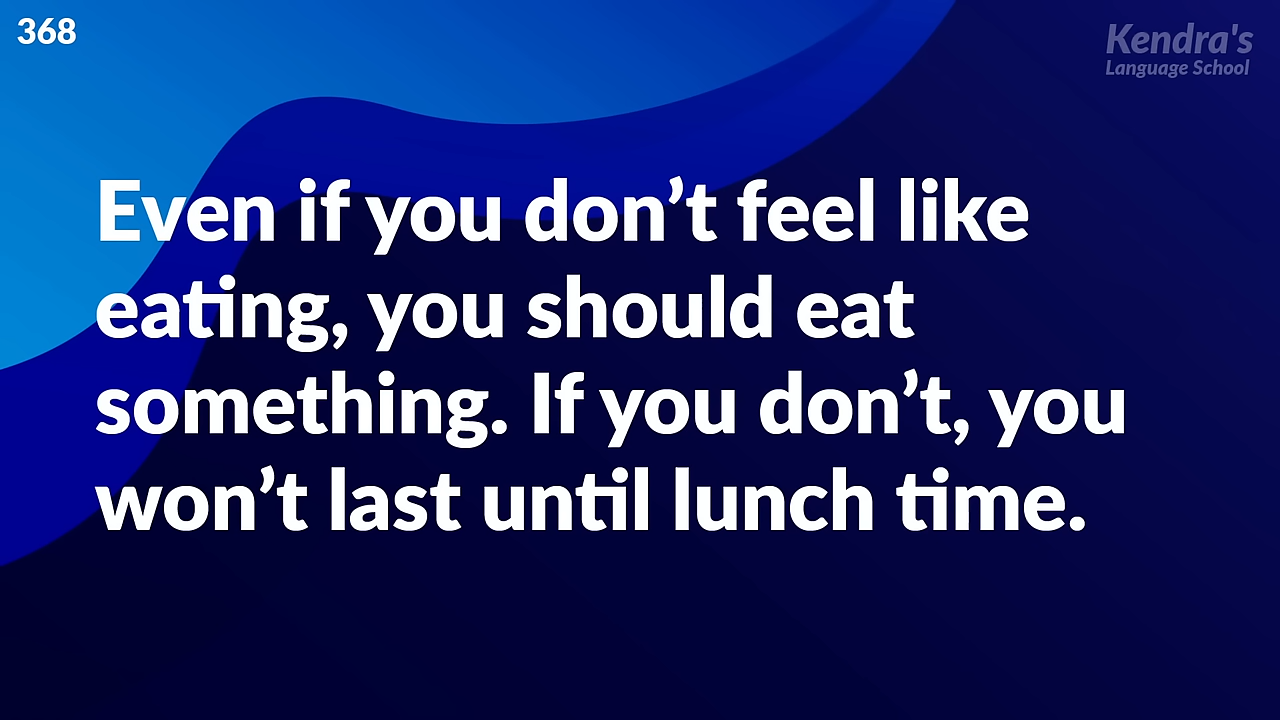 368
Kendra's
Language School
Even if you don’t feel like
eating, you should eat
something. If you don’t, you
won’t last until lunch time.